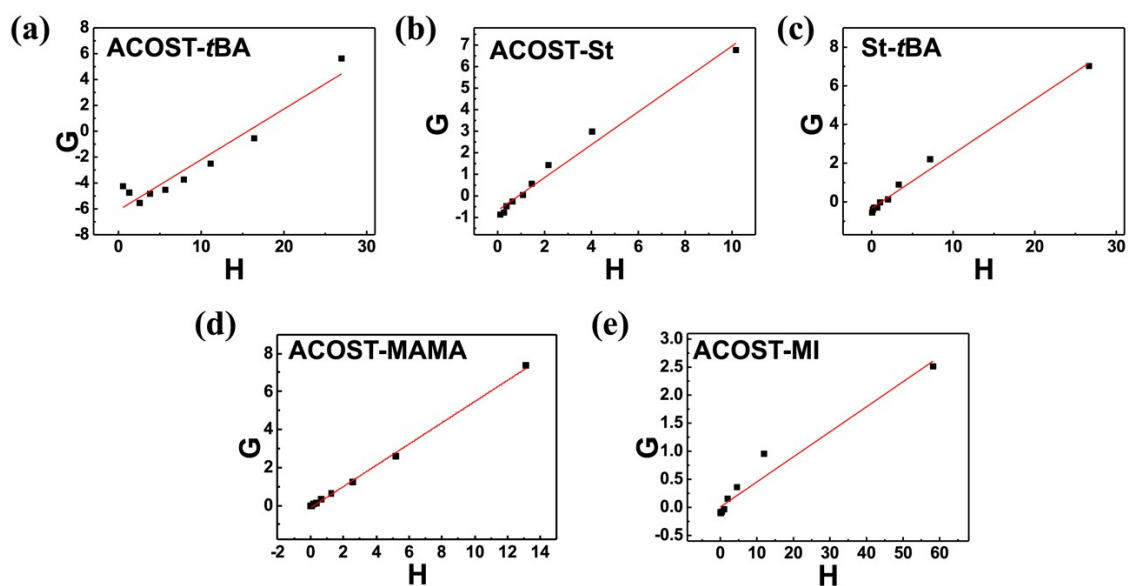 (a)
ACOST-tBA
8
6
4
2
0
-2
-4
-6
-8
G
0 10 20 30
H
(b)
ACOST-St
7
6
5
4
3
2
1
0
-1
G
0 2 4 6 8 10
H
(c)
St-tBA
8
6
4
2
0
G
0 10 20 30
H
(d)
ACOST-MAMA
8
6
4
2
0
G
-2 0 2 4 6 8 10 12 14
H
(e)
ACOST-MI
3.0
2.5
2.0
1.5
1.0
0.5
0.0
-0.5
G
0 10 20 30 40 50 60
H